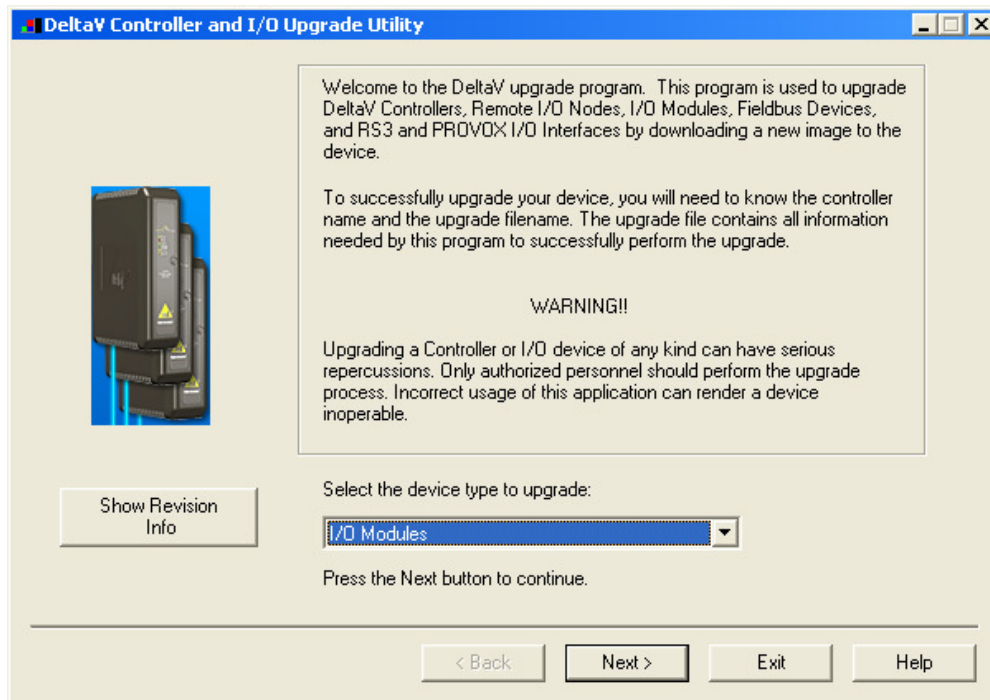 DeltaV Controller and I/O Upgrade Utility
Welcome to the DeltaV upgrade program. This program is used to upgrade
DeltaV Controllers, Remote I/O Nodes, I/O Modules, Fieldbus Devices,
and RS3 and PROVOX I/O Interfaces by downloading a new image to the
device.
To successfully upgrade your device, you will need to know the controller
name and the upgrade filename. The upgrade file contains all information
needed by this program to successfully perform the upgrade.
WARNING!!
Upgrading a Controller or I/O device of any kind can have serious
repercussions. Only authorized personnel should perform the upgrade
process. Incorrect usage of this application can render a device
inoperable.
Show Revision
Info
Select the device type to upgrade:
I/O Modules
Press the Next button to continue.
< Back
Next >
Exit
Help